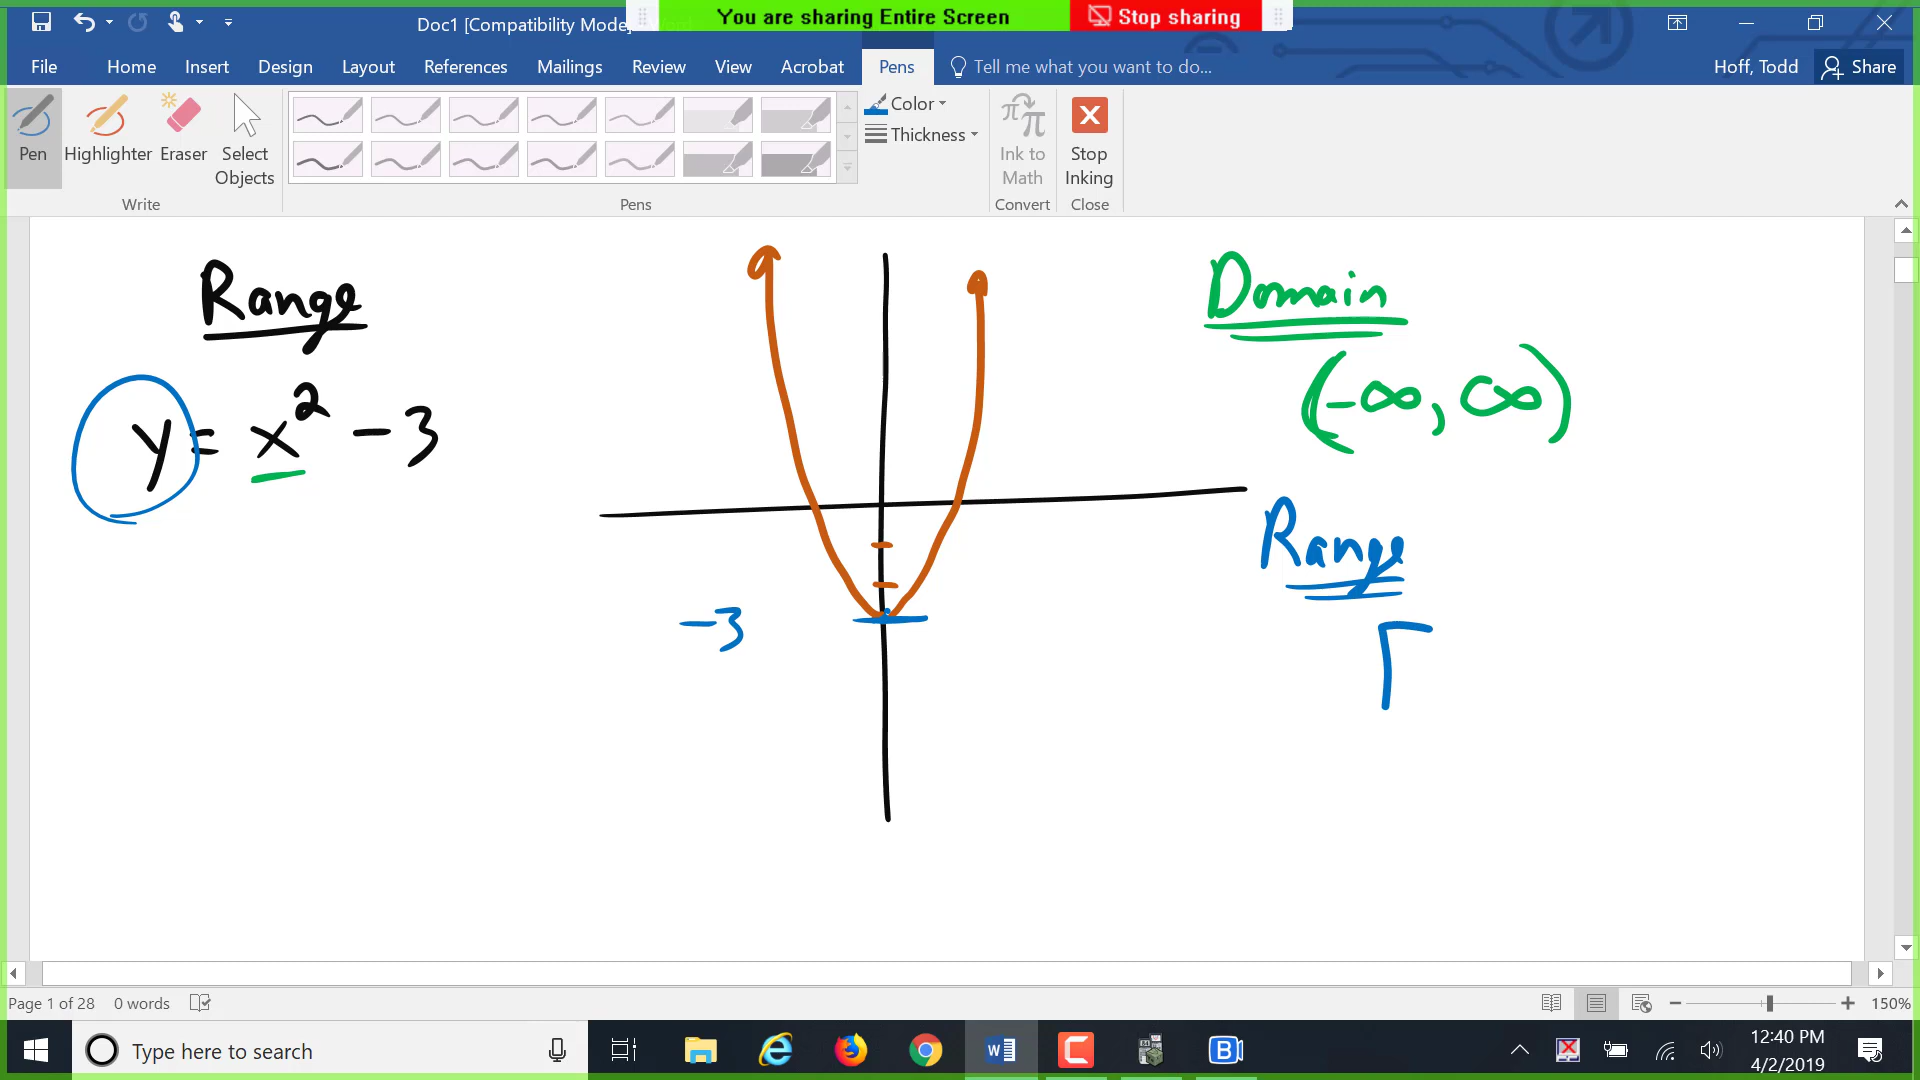 You are sharing Entire Screen
Stop sharing
Doc1 [Compatibility Mode]
File Home Insert Design Layout References Mailings Review View Acrobat Pens Tell me what you want to do... Hoff, Todd Share
Pen Highlighter Eraser Select Objects
Color
Thickness
Ink to Math
Stop Inking
Write Pens Convert Close
Range
Domain
y = x² - 3
(-∞, ∞)
Range
-3
[
Page 1 of 28 0 words 150%
Type here to search
12:40 PM
4/2/2019